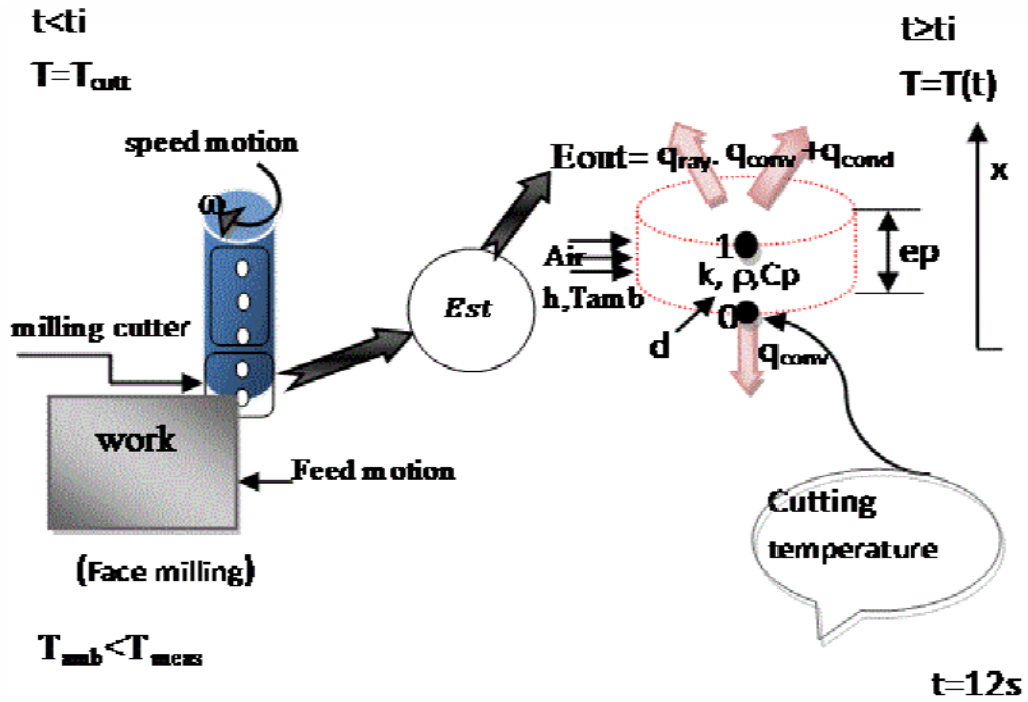 t<ti
T=Tcutt
speed motion
ω
milling cutter
work
Feed motion
(Face milling)
Tamb<Tmeas
Est
Eout= qray. qconv +qcond
Air
h,Tamb
1
k, ρ,Cp
0
d
qconv
ep
x
t≥ti
T=T(t)
Cutting
temperature
t=12s